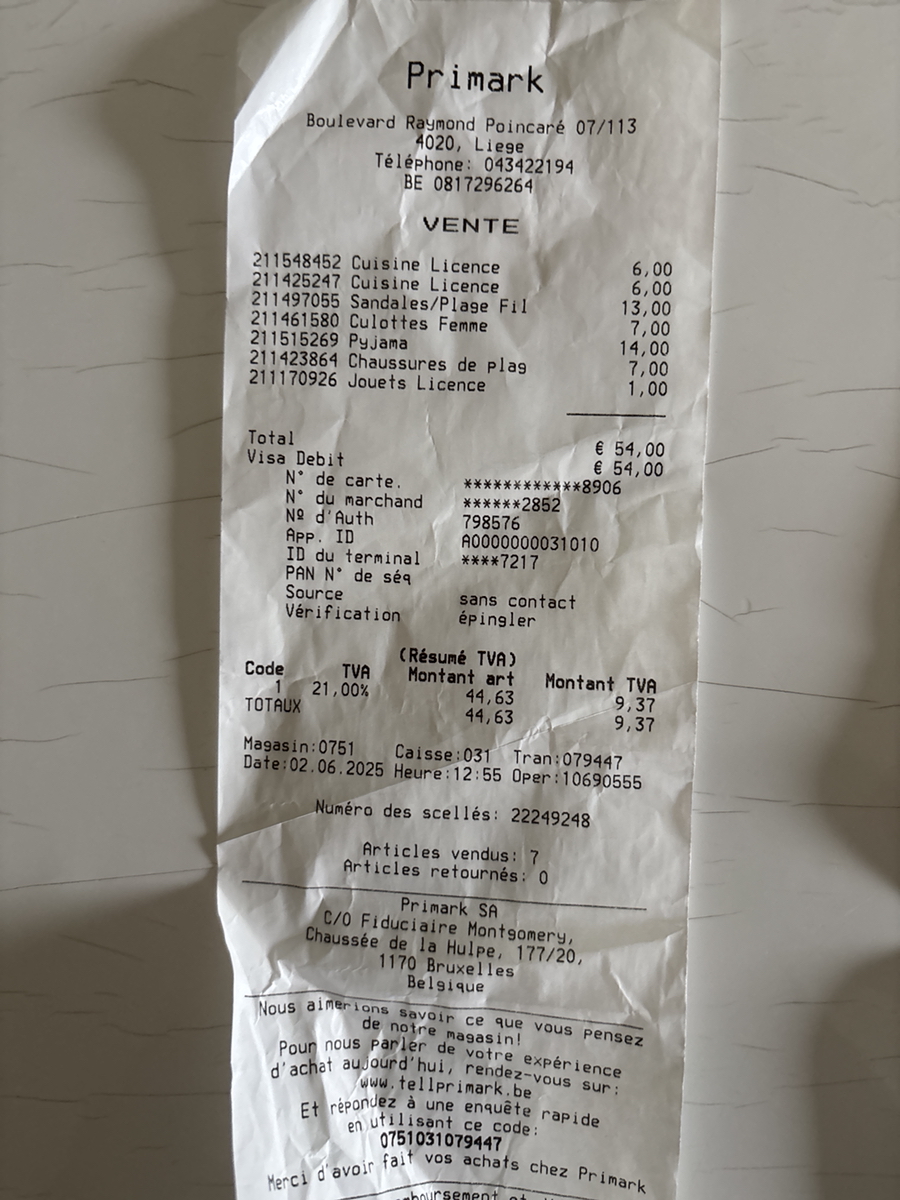 Primark
Boulevard Raymond Poincaré 07/113
4020, Liege
Téléphone: 043422194
BE 0817296264
VENTE
211548452 Cuisine Licence 6,00
211425247 Cuisine Licence 6,00
211497055 Sandales/Plage Fil 13,00
211461580 Culottes Femme 7,00
211515269 Pyjama 14,00
211423864 Chaussures de plag 7,00
211170926 Jouets Licence 1,00
Total € 54,00
Visa Debit € 54,00
N° de carte. ************8906
N° du marchand ******2852
Nº d'Auth 798576
App. ID A0000000031010
ID du terminal ****7217
PAN N° de séq
Source sans contact
Vérification épingler
(Résumé TVA)
Code TVA Montant art Montant TVA
1 21,00% 44,63 9,37
TOTAUX 44,63 9,37
Magasin:0751 Caisse:031 Tran:079447
Date:02.06.2025 Heure:12:55 Oper:10690555
Numéro des scellés: 22249248
Articles vendus: 7
Articles retournés: 0
Primark SA
C/O Fiduciaire Montgomery,
Chaussée de la Hulpe, 177/20,
1170 Bruxelles
Belgique
Nous aimerions savoir ce que vous pensez
de notre magasin!
Pour nous parler de votre expérience
d'achat aujourd'hui, rendez-vous sur:
www.tellprimark.be
Et répondez à une enquête rapide
en utilisant ce code:
0751031079447
Merci d'avoir fait vos achats chez Primark